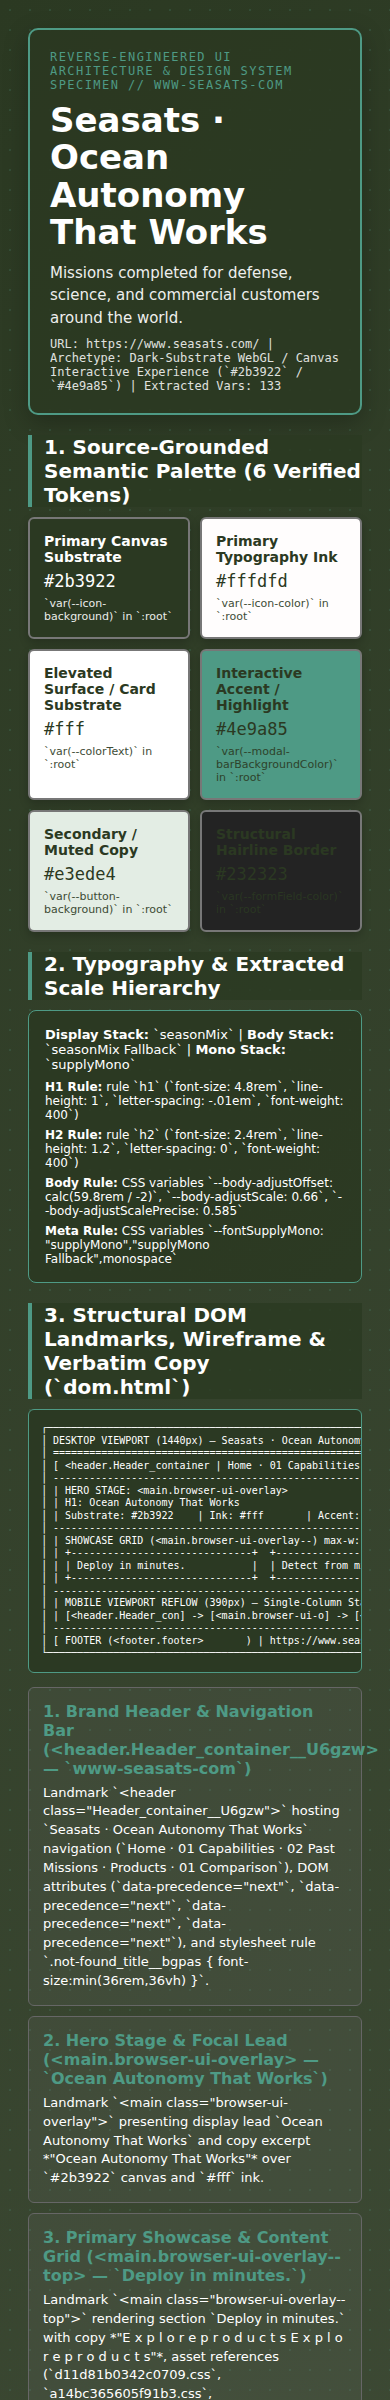 REVERSE-ENGINEERED UI
ARCHITECTURE & DESIGN SYSTEM
SPECIMEN // WWW-SEASATS-COM
Seasats ·
Ocean
Autonomy
That Works
Missions completed for defense,
science, and commercial customers
around the world.
URL: https://www.seasats.com/ |
Archetype: Dark-Substrate WebGL / Canvas
Interactive Experience (`#2b3922` /
`#4e9a85`) | Extracted Vars: 133
1. Source-Grounded
Semantic Palette (6 Verified
Tokens)
Primary Canvas
Substrate
#2b3922
`var(--icon-
background)` in `:root`
Primary
Typography Ink
#fffdfd
`var(--icon-color)` in
`:root`
Elevated
Surface / Card
Substrate
#fff
`var(--colorText)` in
`:root`
Interactive
Accent /
Highlight
#4e9a85
`var(--modal-
barBackgroundColor)`
in `:root`
Secondary /
Muted Copy
#e3ede4
`var(--button-
background)` in `:root`
Structural
Hairline Border
#232323
`var(--formField-color)`
in `:root`
2. Typography & Extracted
Scale Hierarchy
Display Stack: `seasonMix` | Body Stack:
`seasonMix Fallback` | Mono Stack:
`supplyMono`
H1 Rule: rule `h1` (`font-size: 4.8rem`, `line-
height: 1`, `letter-spacing: -.01em`, `font-weight:
400`)
H2 Rule: rule `h2` (`font-size: 2.4rem`, `line-
height: 1.2`, `letter-spacing: 0`, `font-weight:
400`)
Body Rule: CSS variables `--body-adjustOffset:
calc(59.8rem / -2)`, `--body-adjustScale: 0.66`, `-
-body-adjustScalePrecise: 0.585`
Meta Rule: CSS variables `--fontSupplyMono:
"supplyMono","supplyMono
Fallback",monospace`
3. Structural DOM
Landmarks, Wireframe &
Verbatim Copy
(`dom.html`)
DESKTOP VIEWPORT (1440px) — Seasats · Ocean Autonom
[ <header.Header_container | Home · 01 Capabilities
| HERO STAGE: <main.browser-ui-overlay>
| H1: Ocean Autonomy That Works
| Substrate: #2b3922 | Ink: #fff | Accent:
| SHOWCASE GRID (<main.browser-ui-overlay--) max-w:
| | Deploy in minutes. | | Detect from m
| MOBILE VIEWPORT REFLOW (390px) — Single-Column St
| [<header.Header_con] -> [<main.browser-ui-o] -> [
[ FOOTER (<footer.footer> ) | https://www.sea
1. Brand Header & Navigation
Bar
(<header.Header_container__U6gzw>
— `www-seasats-com`)
Landmark `<header
class="Header_container__U6gzw">` hosting
`Seasats · Ocean Autonomy That Works`
navigation (`Home · 01 Capabilities · 02 Past
Missions · Products · 01 Comparison`), DOM
attributes (`data-precedence="next"`, `data-
precedence="next"`, `data-
precedence="next"`, `data-
precedence="next"`), and stylesheet rule
`.not-found_title__bgpas { font-
size:min(36rem,36vh) }`.
2. Hero Stage & Focal Lead
(<main.browser-ui-overlay> —
`Ocean Autonomy That Works`)
Landmark `<main class="browser-ui-
overlay">` presenting display lead `Ocean
Autonomy That Works` and copy excerpt
*"Ocean Autonomy That Works"* over
`#2b3922` canvas and `#fff` ink.
3. Primary Showcase & Content
Grid (<main.browser-ui-overlay--
top> — `Deploy in minutes.`)
Landmark `<main class="browser-ui-overlay--
top">` rendering section `Deploy in minutes.`
with copy *"E x p l o r e p r o d u c t s E x p l o
r e p r o d u c t s"*, asset references
(`d11d81b0342c0709.css`,
`a14bc365605f91b3.css`,